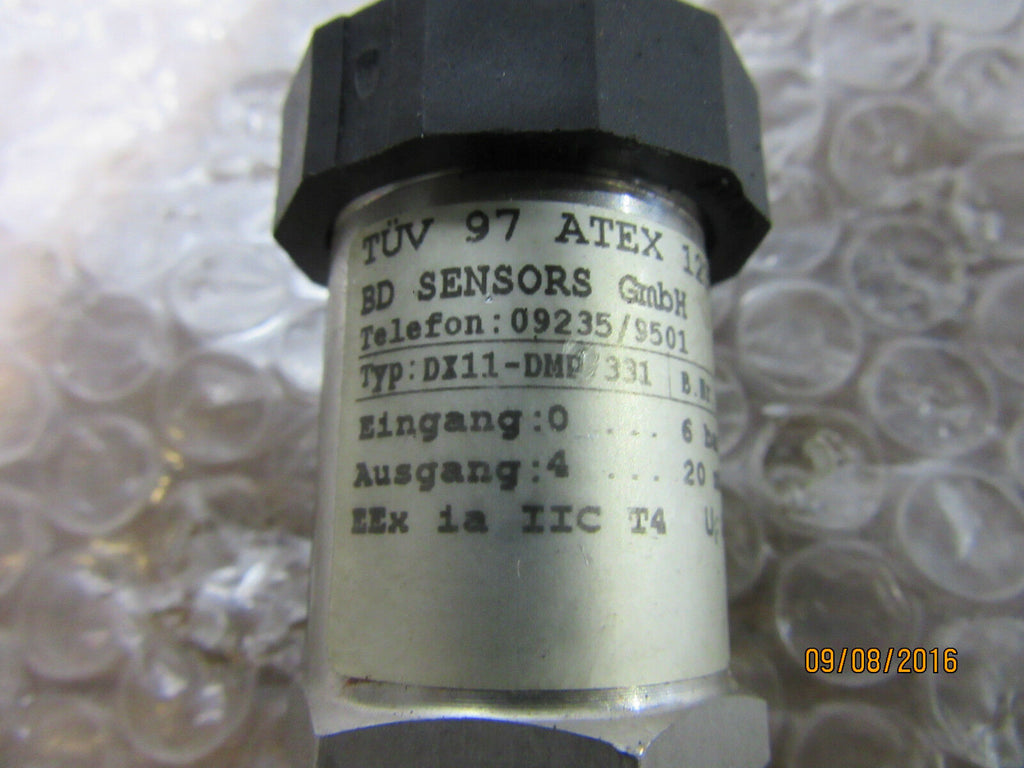 TÜV 97 ATEX
BD SENSORS GmbH
Telefon: 09235/9501
Typ: DX11-DMP 331
Eingang: 0 ... 6
Ausgang: 4 ... 20
EEx ia IIC T4
09/08/2016